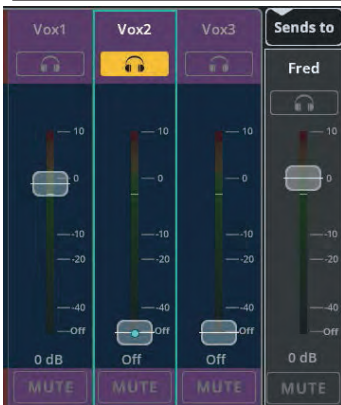 Vox1 Vox2 Vox3 Sends to
Fred
10 10 10 10
0 0 0 0
-10 -10 -10 -10
-20 -20 -20 -20
-40 -40 -40 -40
Off Off Off Off
0 dB Off Off 0 dB
MUTE MUTE MUTE MUTE